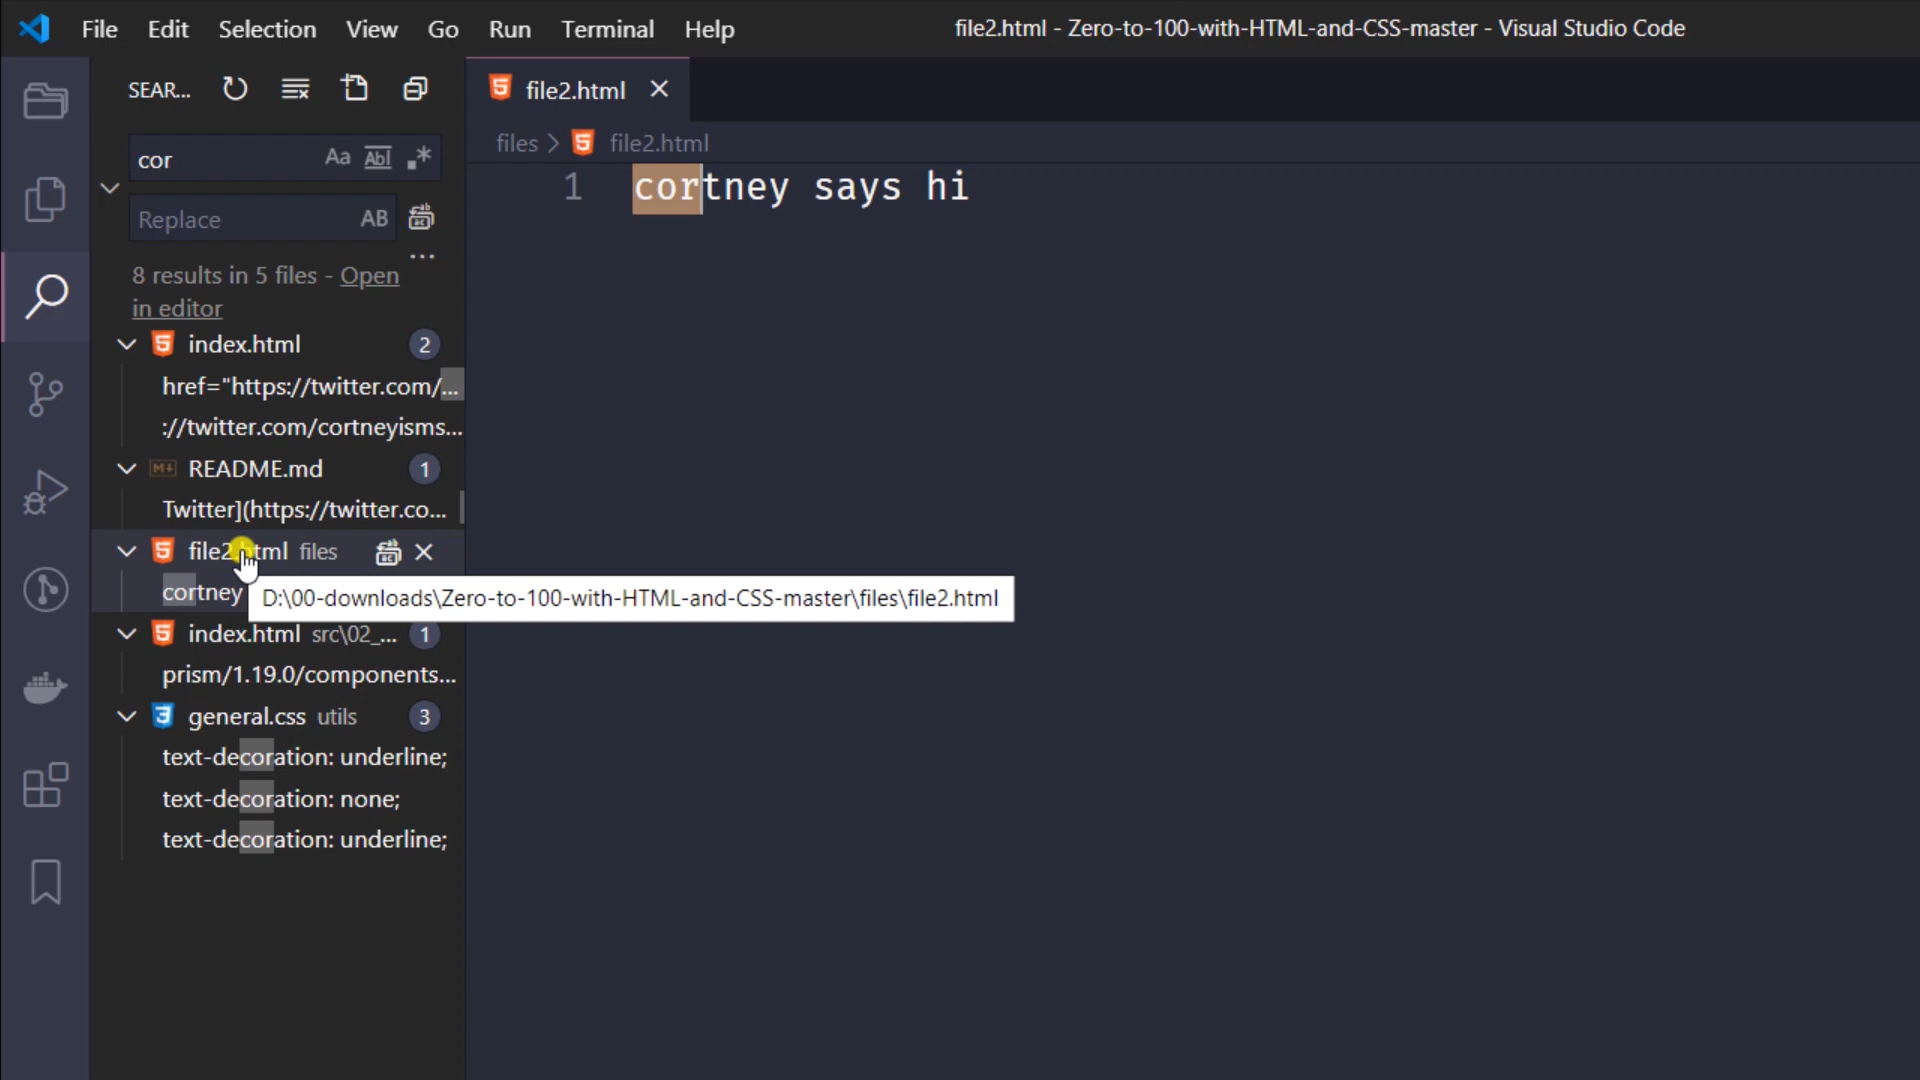 File Edit Selection View Go Run Terminal Help
file2.html - Zero-to-100-with-HTML-and-CSS-master - Visual Studio Code
SEAR...
cor Aa Abl .*
Replace AB
...
8 results in 5 files - Open
in editor
index.html 2
href="https://twitter.com/...
://twitter.com/cortneyisms...
README.md 1
Twitter](https://twitter.co...
file2.html files
cortney
D:\00-downloads\Zero-to-100-with-HTML-and-CSS-master\files\file2.html
index.html src\02_... 1
prism/1.19.0/components...
general.css utils 3
text-decoration: underline;
text-decoration: none;
text-decoration: underline;
file2.html
files > file2.html
1 cortney says hi